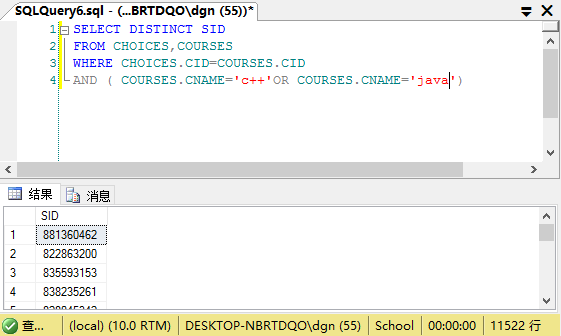 SQLQuery6.sql - (...BRTDQO\dgn (55))*
1 SELECT DISTINCT SID
2 FROM CHOICES,COURSES
3 WHERE CHOICES.CID=COURSES.CID
4 AND ( COURSES.CNAME='c++'OR COURSES.CNAME='java')
结果 消息
SID
1 881360462
2 822863200
3 835593153
4 838235261
查... (local) (10.0 RTM) DESKTOP-NBRTDQO\dgn (55) School 00:00:00 11522 行